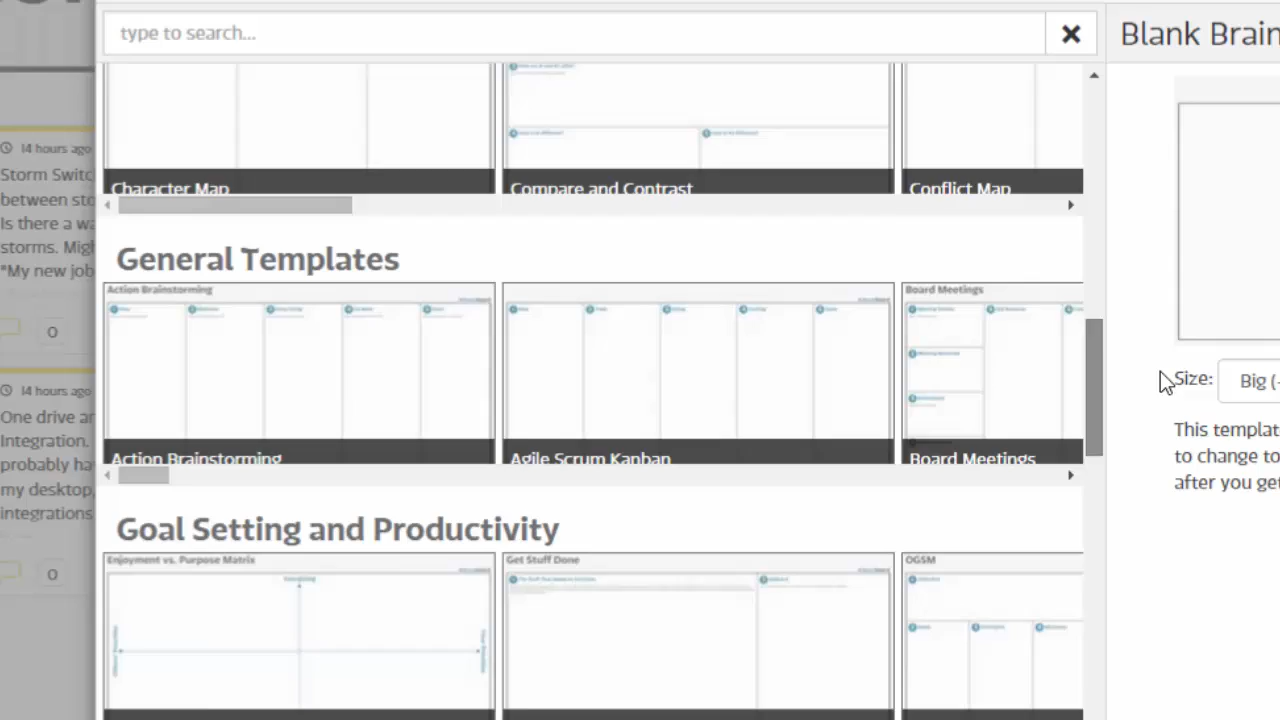 type to search...
Blank Brain
14 hours ago
Storm Switc
between sto
Is there a wa
storms. Migh
"My new job
0
14 hours ago
One drive ar
Integration.
probably ha
my desktop,
integrations
0
Character Map
Compare and Contrast
Conflict Map
General Templates
Action Brainstorming
Board Meetings
Action Brainstorming
Agile Scrum Kanban
Board Meetings
Goal Setting and Productivity
Enjoyment vs. Purpose Matrix
Get Stuff Done
OGSM
Size:
Big (-
This templat
to change to
after you get